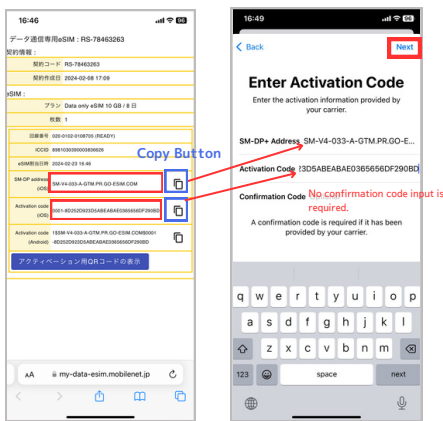 16:46
96
データ通信専用eSIM : RS-78463263
契約情報 :
契約コード RS-78463263
契約作成日 2024-02-08 17:09
eSIM :
プラン Data only eSIM 10 GB / 8 日
枚数 1
回線番号 020-0102-0108705 (READY)
ICCID
eSIM割当日時 2024-02-23 16:46
SM-DP address
(iOS)
SM-V4-033-A-GTM.PR.GO-ESIM.COM
Activation code
(iOS)
Activation code
(Android)
アクティベーション用QRコードの表示
ぁA
my-data-esim.mobilenet.jp
Copy Button
16:49
96
Back
Next
Enter Activation Code
Enter the activation information provided by
your carrier.
SM-DP+ Address SM-V4-033-A-GTM.PR.GO-E...
Activation Code !3D5ABEABAE0365656DF290BD
Confirmation Code
No confirmation code input is
required.
A confirmation code is required if it has been
provided by your carrier.
q w e r t y u i o p
a s d f g h j k l
z x c v b n m
123
space
next